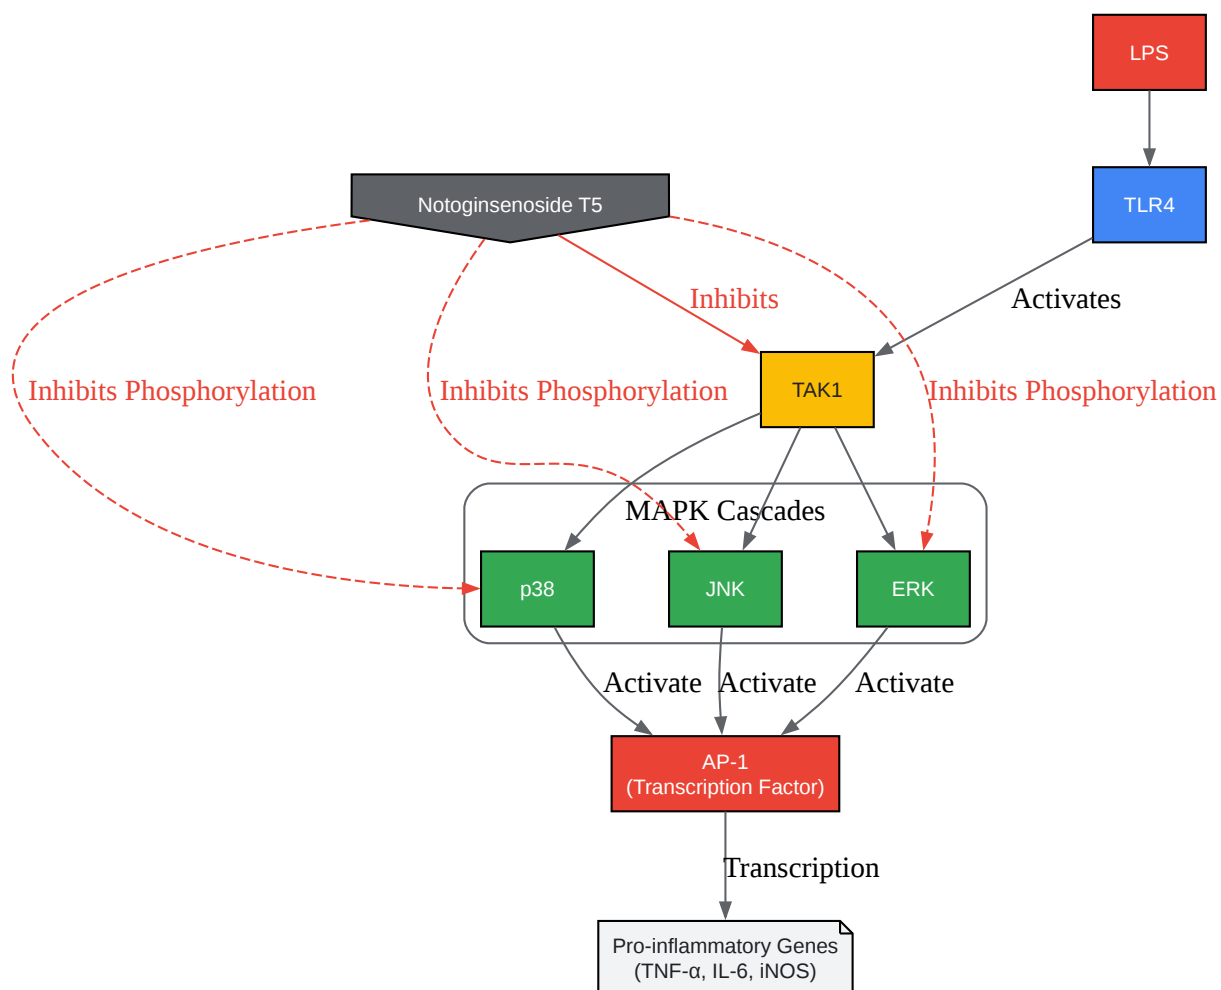 LPS
Notoginsenoside T5
TLR4
Inhibits
Activates
TAK1
Inhibits Phosphorylation
Inhibits Phosphorylation
Inhibits Phosphorylation
MAPK Cascades
p38
JNK
ERK
Activate
Activate
Activate
AP-1
(Transcription Factor)
Transcription
Pro-inflammatory Genes
(TNF-α, IL-6, iNOS)